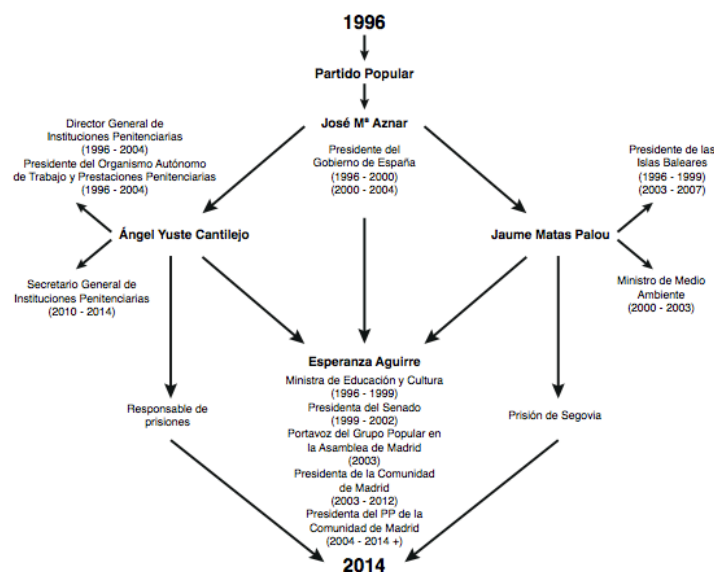 1996
Partido Popular
José Mª Aznar
Presidente del
Gobierno de España
(1996 - 2000)
(2000 - 2004)
Director General de
Instituciones Penitenciarias
(1996 - 2004)
Presidente del Organismo Autónomo
de Trabajo y Prestaciones Penitenciarias
(1996 - 2004)
Presidente de las
Islas Baleares
(1996 - 1999)
(2003 - 2007)
Ángel Yuste Cantilejo
Jaume Matas Palou
Secretario General de
Instituciones Penitenciarias
(2010 - 2014)
Ministro de Medio
Ambiente
(2000 - 2003)
Esperanza Aguirre
Ministra de Educación y Cultura
(1996 - 1999)
Presidenta del Senado
(1999 - 2002)
Portavoz del Grupo Popular en
la Asamblea de Madrid
(2003)
Presidenta de la Comunidad
de Madrid
(2003 - 2012)
Presidenta del PP de la
Comunidad de Madrid
(2004 - 2014 +)
Responsable de
prisiones
Prisión de Segovia
2014